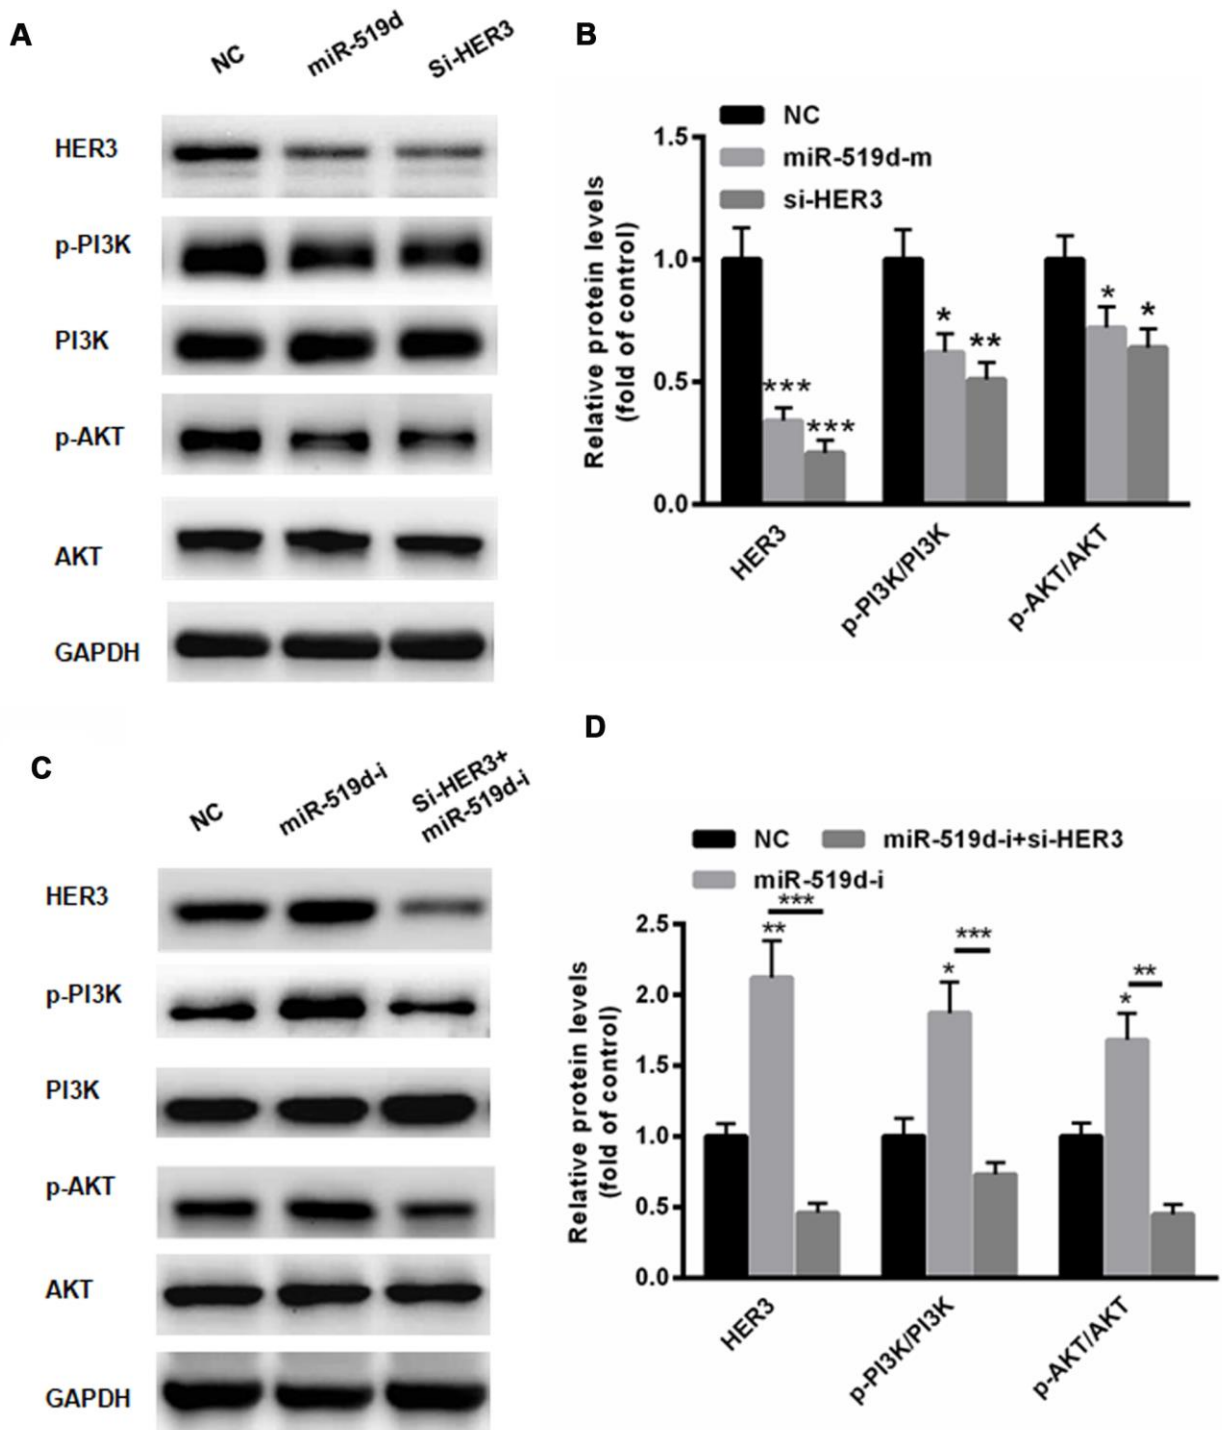 A
NC
miR-519d
Si-HER3
HER3
p-PI3K
PI3K
p-AKT
AKT
GAPDH
B
NC
miR-519d-m
si-HER3
Relative protein levels
(fold of control)
1.5
1.0
0.5
0.0
***
***
*
**
*
*
HER3
p-PI3K/PI3K
p-AKT/AKT
C
NC
miR-519d-i
Si-HER3+
miR-519d-i
HER3
p-PI3K
PI3K
p-AKT
AKT
GAPDH
D
NC
miR-519d-i+si-HER3
miR-519d-i
Relative protein levels
(fold of control)
2.5
2.0
1.5
1.0
0.5
0.0
***
**
***
*
**
*
HER3
p-PI3K/PI3K
p-AKT/AKT